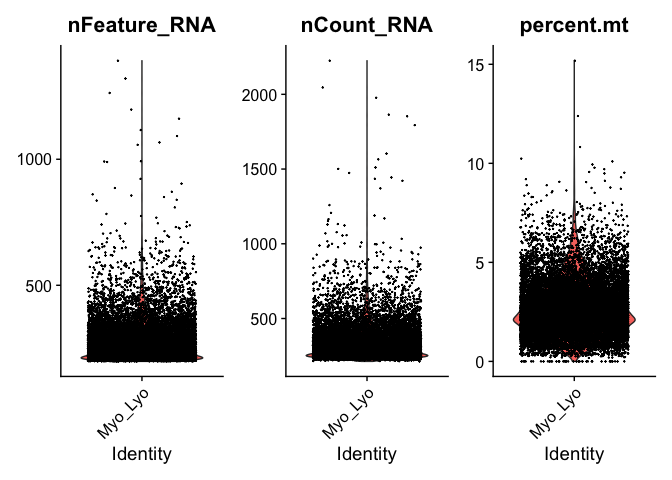 nFeature_RNA
1000
500
Myo_Lyo
Identity
nCount_RNA
2000
1500
1000
500
Myo_Lyo
Identity
percent.mt
15
10
5
0
Myo_Lyo
Identity